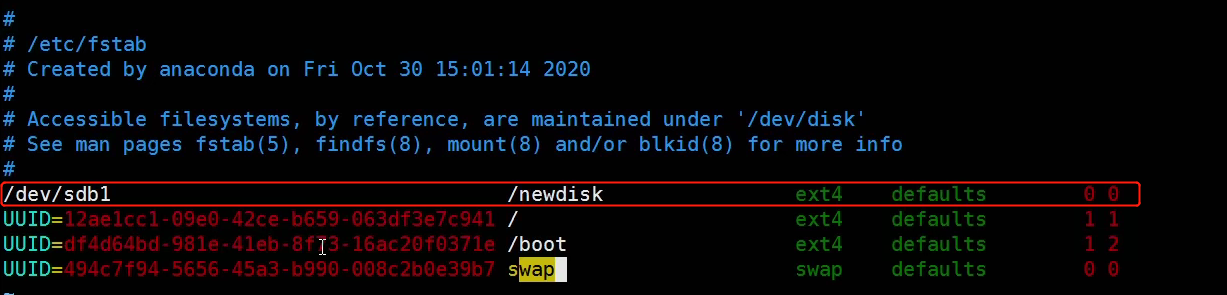 #
# /etc/fstab
# Created by anaconda on Fri Oct 30 15:01:14 2020
#
# Accessible filesystems, by reference, are maintained under '/dev/disk'
# See man pages fstab(5), findfs(8), mount(8) and/or blkid(8) for more info
#
/dev/sdb1 /newdisk ext4 defaults 0 0
UUID=12ae1cc1-09e0-42ce-b659-063df3e7c941 / ext4 defaults 1 1
UUID=df4d64bd-981e-41eb-8f73-16ac20f0371e /boot ext4 defaults 1 2
UUID=494c7f94-5656-45a3-b990-008c2b0e39b7 swap swap defaults 0 0
~